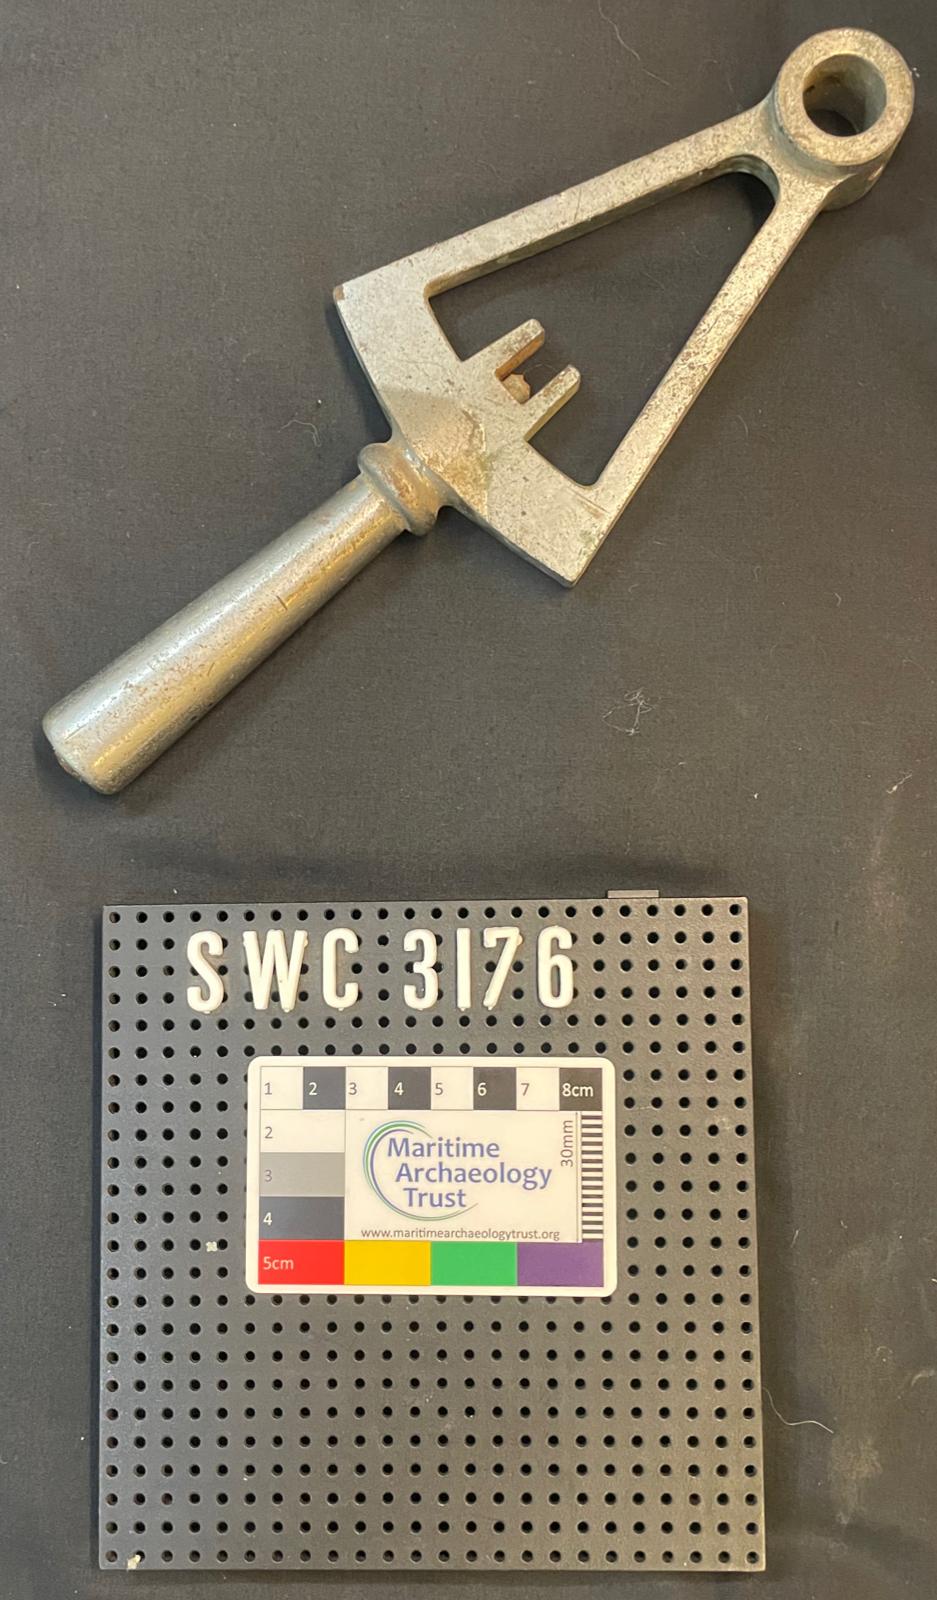 SWC 3176
1 2 3 4 5 6 7 8cm
2
3
4
5cm
30mm
Maritime
Archaeology
Trust
www.maritimearchaeologytrust.org